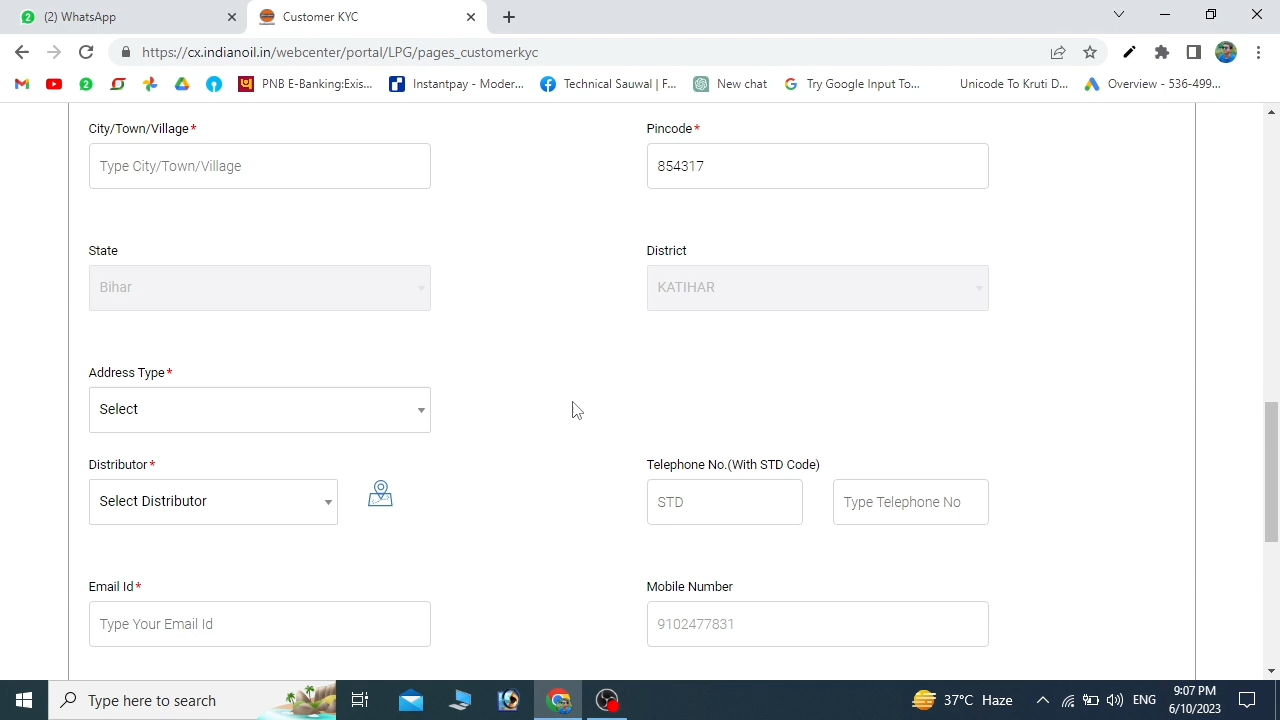 (2) WhatsApp
Customer KYC
https://cx.indianoil.in/webcenter/portal/LPG/pages_customerkyc
PNB E-Banking:Exis...
Instantpay - Moder...
Technical Sauwal | F...
New chat
Try Google Input To...
Unicode To Kruti D...
Overview - 536-499...
City/Town/Village*
Pincode*
Type City/Town/Village
854317
State
District
Bihar
KATIHAR
Address Type*
Select
Distributor*
Telephone No.(With STD Code)
Select Distributor
STD
Type Telephone No
Email Id*
Mobile Number
Type Your Email Id
9102477831
Type here to search
37°C Haze
ENG
9:07 PM
6/10/2023